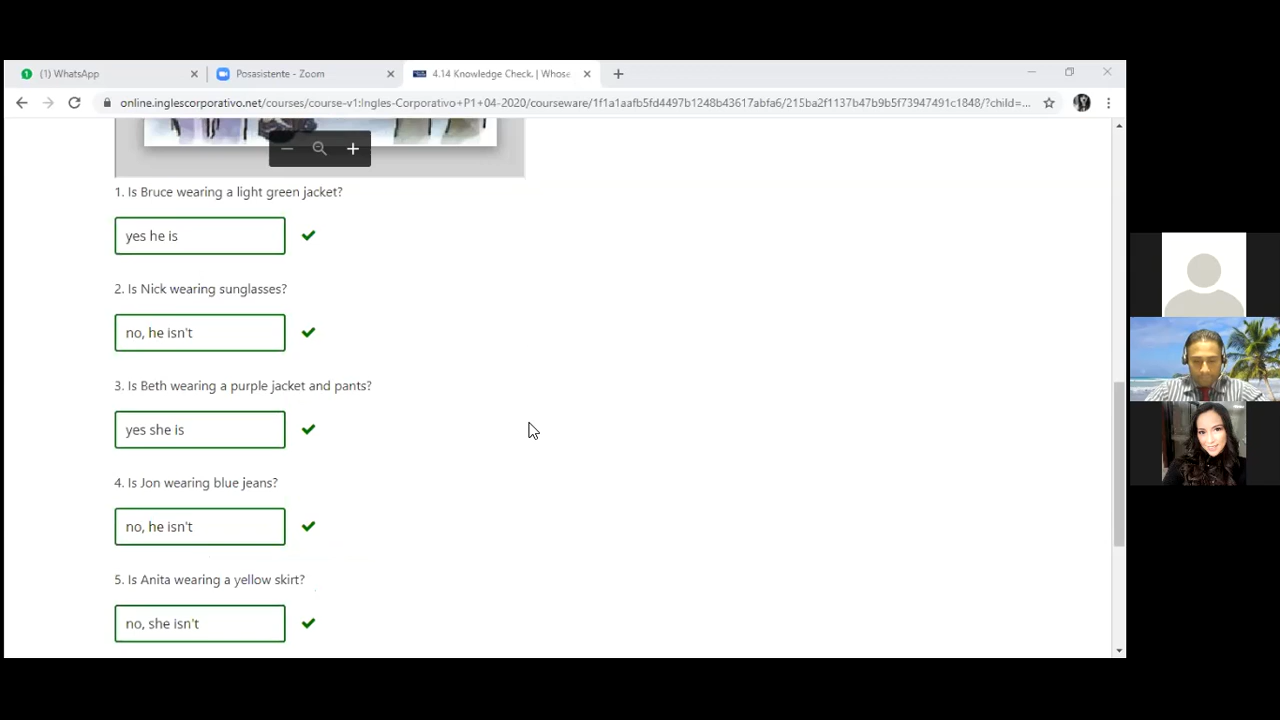 (1) WhatsApp
Posasistente - Zoom
4.14 Knowledge Check. | Whose
online.inglescorporativo.net/courses/course-v1:Ingles-Corporativo+P1+04-2020/courseware/1f1a1aafb5fd4497b1248b43617abfa6/215ba2f1137b47b9b5f73947491c1848/?child=...
1. Is Bruce wearing a light green jacket?
yes he is
2. Is Nick wearing sunglasses?
no, he isn't
3. Is Beth wearing a purple jacket and pants?
yes she is
4. Is Jon wearing blue jeans?
no, he isn't
5. Is Anita wearing a yellow skirt?
no, she isn't